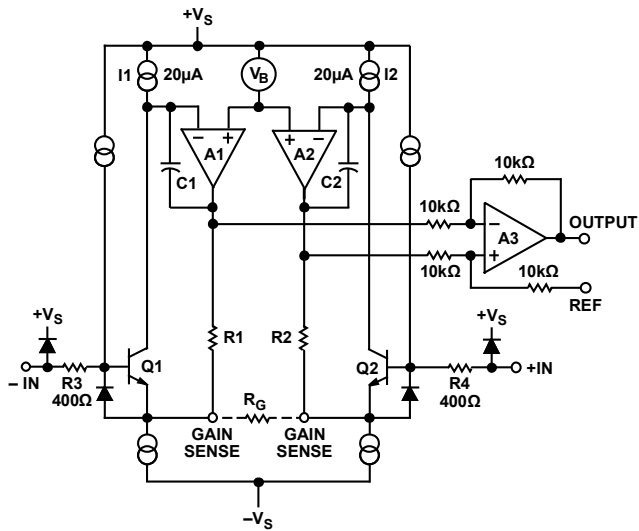 +VS
I1 20µA
VB
20µA I2
− +
+ −
A1
A2
C1
C2
10kΩ
10kΩ
−
A3
+
OUTPUT
10kΩ
10kΩ
REF
+VS
R1
R2
+VS
− IN
R3
400Ω
Q1
Q2
R4
400Ω
+IN
RG
GAIN
SENSE
GAIN
SENSE
−VS